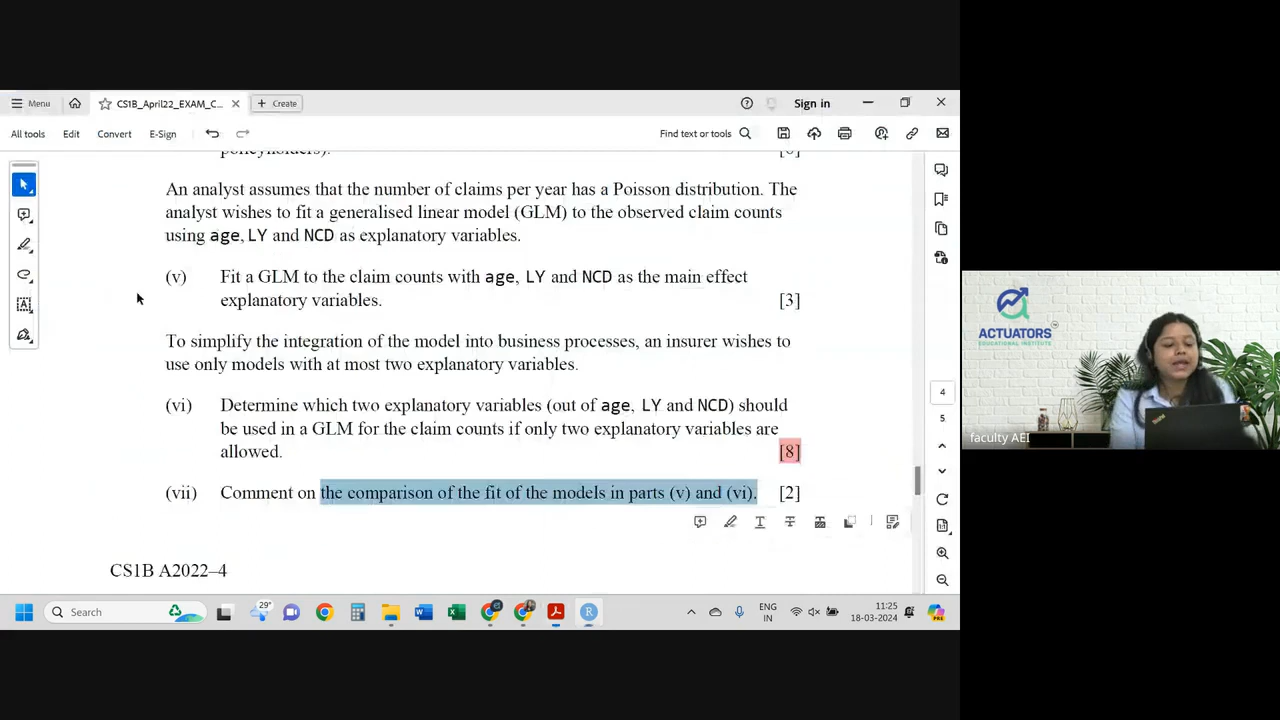 Menu
CS1B_April22_EXAM_C...
Create
Sign in
All tools
Edit
Convert
E-Sign
Find text or tools
policyholders).
An analyst assumes that the number of claims per year has a Poisson distribution. The
analyst wishes to fit a generalised linear model (GLM) to the observed claim counts
using age, LY and NCD as explanatory variables.
(v) Fit a GLM to the claim counts with age, LY and NCD as the main effect
explanatory variables. [3]
To simplify the integration of the model into business processes, an insurer wishes to
use only models with at most two explanatory variables.
(vi) Determine which two explanatory variables (out of age, LY and NCD) should
be used in a GLM for the claim counts if only two explanatory variables are
allowed. [8]
(vii) Comment on the comparison of the fit of the models in parts (v) and (vi). [2]
CS1B A2022–4
4
5
ACTUATORS
EDUCATIONAL INSTITUTE
faculty AEI
Search
29°
ENG
IN
11:25
18-03-2024